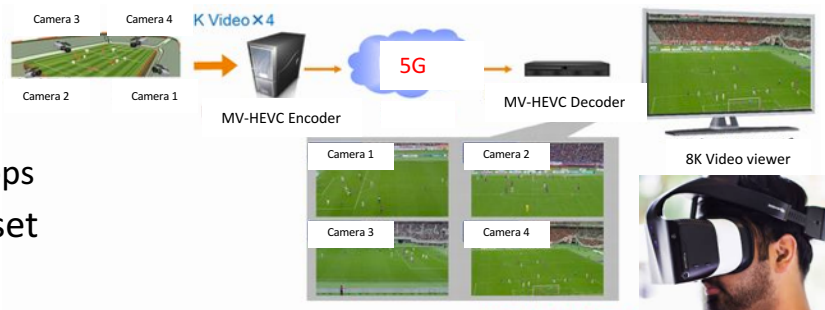 Camera 3
Camera 4
K Video×4
Camera 2
Camera 1
MV-HEVC Encoder
5G
MV-HEVC Decoder
8K Video viewer
Camera 1
Camera 2
Camera 3
Camera 4
ps
set